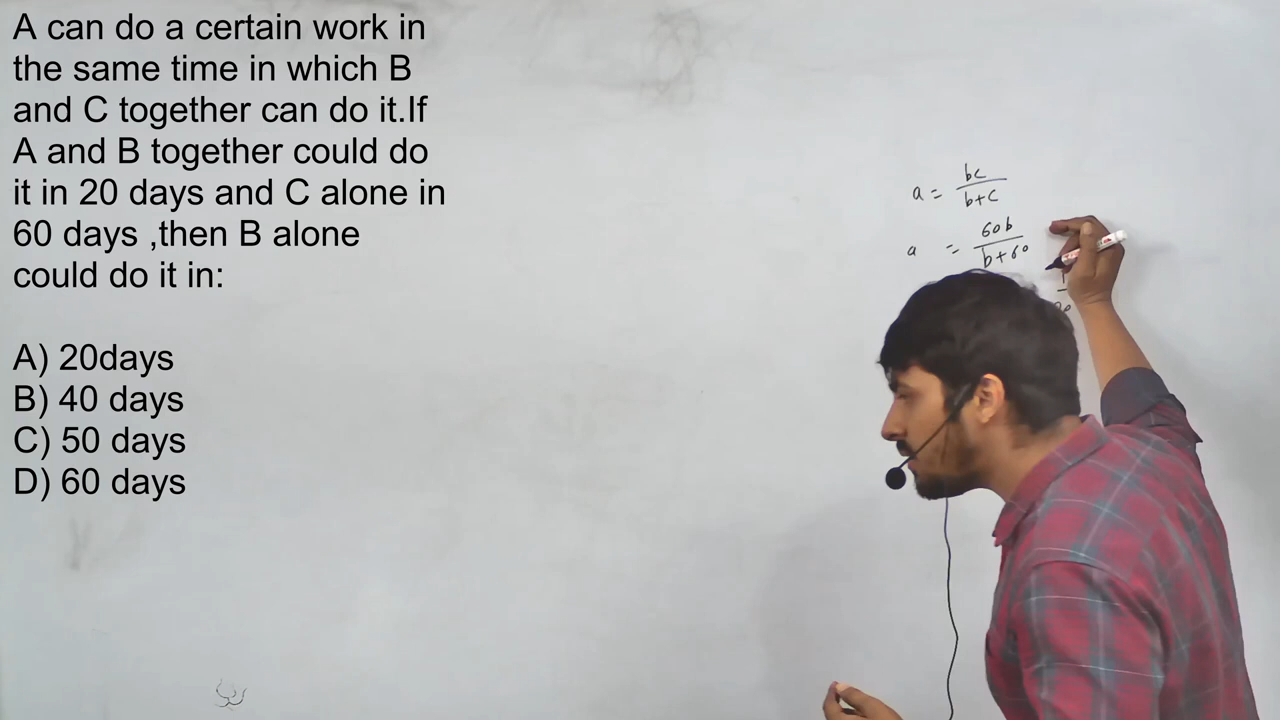 A can do a certain work in
the same time in which B
and C together can do it.If
A and B together could do
it in 20 days and C alone in
60 days ,then B alone
could do it in:
A) 20days
B) 40 days
C) 50 days
D) 60 days
a = bc / b+c
a = 60b / b+60